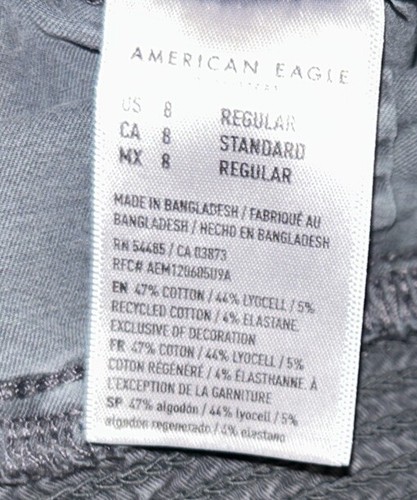 AMERICAN EAGLE
US 8 REGULAR
CA 8 STANDARD
MX 8 REGULAR
MADE IN BANGLADESH / FABRIQUÉ AU
BANGLADESH / HECHO EN BANGLADESH
RN 54485 / CA 03873
RFC# AEM120605U9A
EN 47% COTTON / 44% LYOCELL / 5%
RECYCLED COTTON / 4% ELASTANE.
EXCLUSIVE OF DECORATION
FR 47% COTON / 44% LYOCELL / 5%
COTON RÉGÉNÉRÉ / 4% ÉLASTHANNE. À
L'EXCEPTION DE LA GARNITURE
SP 47% algodón / 44% lyocell / 5%
algodón regenerado / 4% elastano